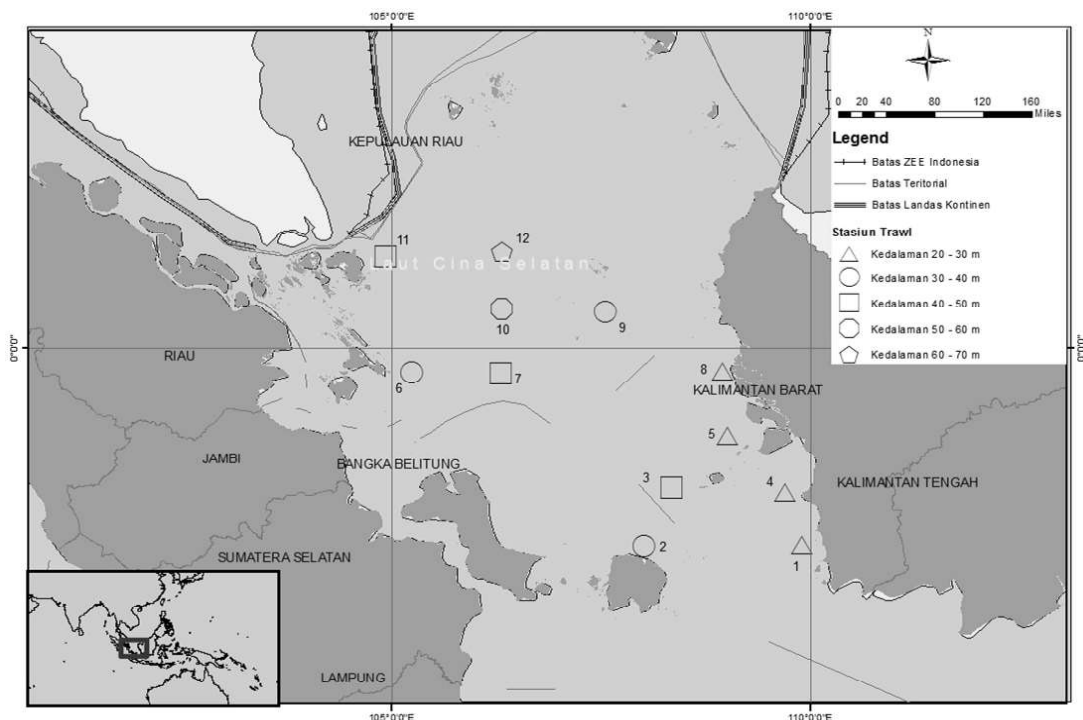 105°0'0"E 110°0'0"E
N
0 20 40 80 120 160
Miles
Legend
Batas ZEE Indonesia
Batas Teritorial
Batas Landas Kontinen
Stasiun Trawl
Kedalaman 20 - 30 m
Kedalaman 30 - 40 m
Kedalaman 40 - 50 m
Kedalaman 50 - 60 m
Kedalaman 60 - 70 m
KEPULAUAN RIAU
11
12
Laut Cina Selatan
10
9
0°0'0"
0°0'0"
RIAU
6
7
8
KALIMANTAN BARAT
5
JAMBI
BANGKA BELITUNG
3
4
KALIMANTAN TENGAH
SUMATERA SELATAN
2
1
LAMPUNG
105°0'0"E 110°0'0"E